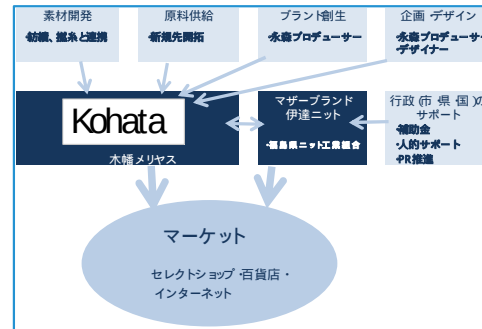 素材開発
・紡績、撚糸と連携
原料供給
・新規先開拓
ブランド創生
・永森プロデューサー
企画・デザイン
・永森プロデューサー
・デザイナー
Kohata
木幡メリヤス
マザーブランド
伊達ニット
・福島県ニット工業組合
行政(市・県・国)の
サポート
・補助金
・人的サポート
・PR推進
マーケット
セレクトショップ・百貨店・
インターネット